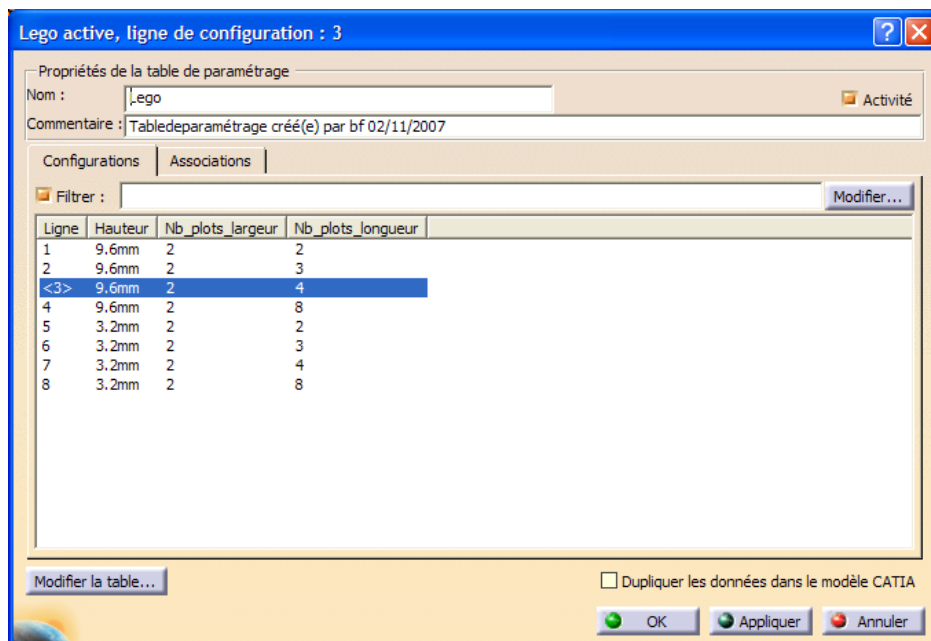 Lego active, ligne de configuration : 3
Propriétés de la table de paramétrage
Nom : Lego Activité
Commentaire : Tabledeparamétrage créé(e) par bf 02/11/2007
Configurations Associations
Filtrer : Modifier...
Ligne Hauteur Nb_plots_largeur Nb_plots_longueur
1 9.6mm 2 2
2 9.6mm 2 3
<3> 9.6mm 2 4
4 9.6mm 2 8
5 3.2mm 2 2
6 3.2mm 2 3
7 3.2mm 2 4
8 3.2mm 2 8
Modifier la table... Dupliquer les données dans le modèle CATIA
OK Appliquer Annuler